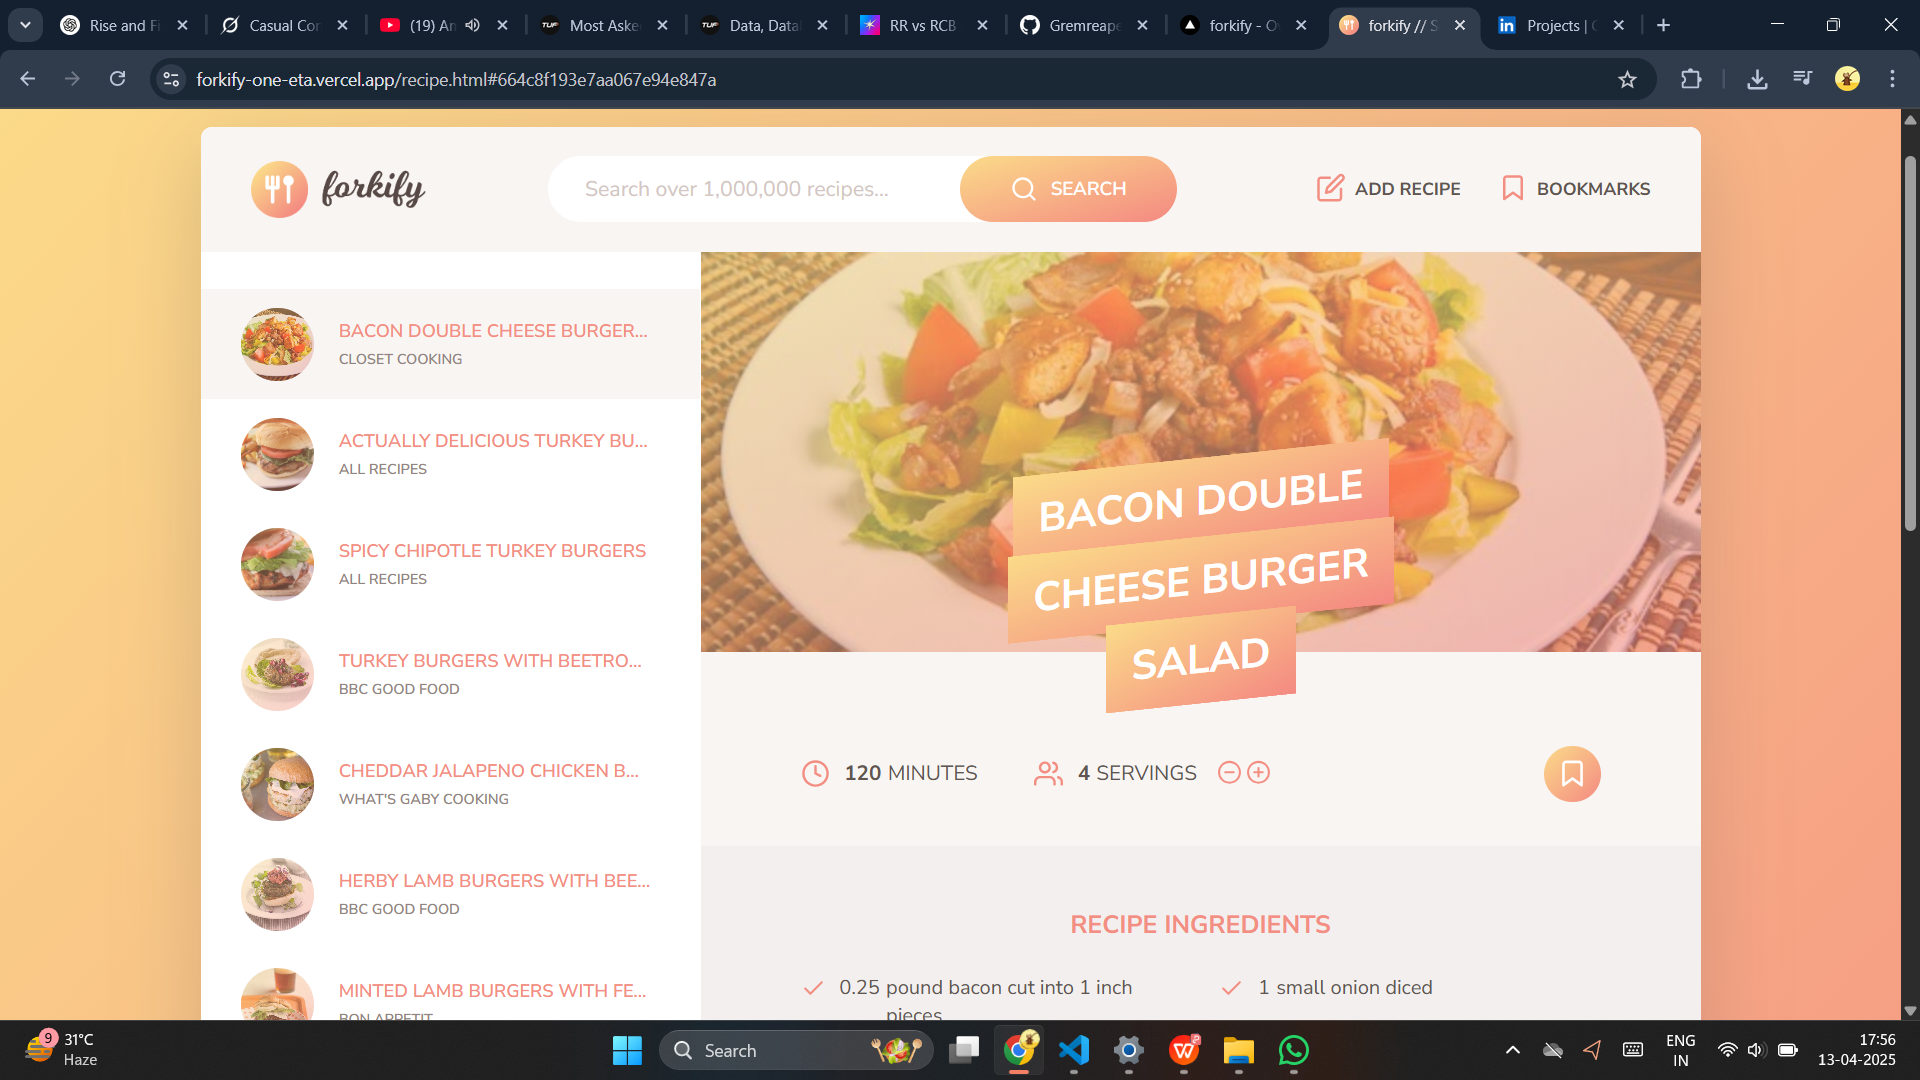 Rise and Fi
Casual Con
(19) An
Most Aske
Data, Datab
RR vs RCB
Gremreape
forkify - Ov
forkify // S
Projects | C
forkify-one-eta.vercel.app/recipe.html#664c8f193e7aa067e94e847a
forkify
Search over 1,000,000 recipes...
SEARCH
ADD RECIPE
BOOKMARKS
BACON DOUBLE CHEESE BURGER...
CLOSET COOKING
ACTUALLY DELICIOUS TURKEY BU...
ALL RECIPES
SPICY CHIPOTLE TURKEY BURGERS
ALL RECIPES
TURKEY BURGERS WITH BEETRO...
BBC GOOD FOOD
CHEDDAR JALAPENO CHICKEN B...
WHAT'S GABY COOKING
HERBY LAMB BURGERS WITH BEE...
BBC GOOD FOOD
MINTED LAMB BURGERS WITH FE...
BON APPETIT
BACON DOUBLE
CHEESE BURGER
SALAD
120 MINUTES
4 SERVINGS
RECIPE INGREDIENTS
0.25 pound bacon cut into 1 inch
pieces
1 small onion diced
9
31°C
Haze
Search
ENG
IN
17:56
13-04-2025